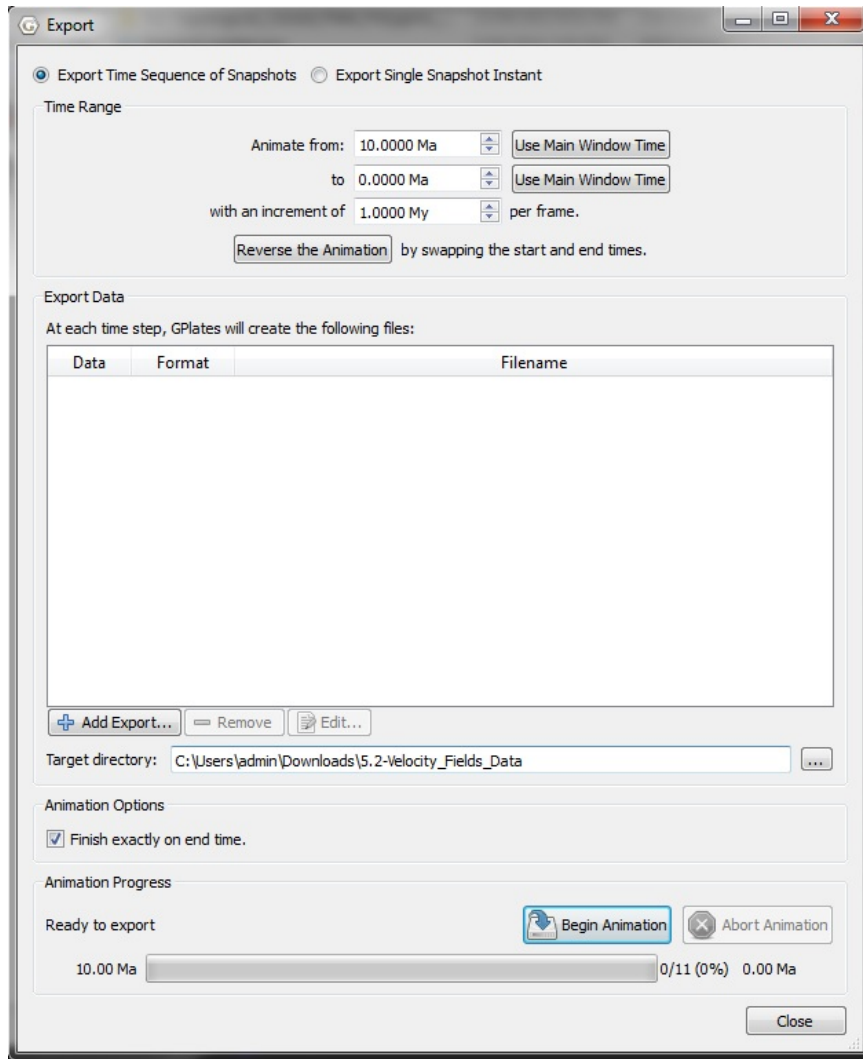 Export
Export Time Sequence of Snapshots Export Single Snapshot Instant
Time Range
Animate from: 10.0000 Ma Use Main Window Time
to 0.0000 Ma Use Main Window Time
with an increment of 1.0000 My per frame.
Reverse the Animation by swapping the start and end times.
Export Data
At each time step, GPlates will create the following files:
Data Format Filename
Add Export... Remove Edit...
Target directory: C:\Users\admin\Downloads\5.2-Velocity_Fields_Data ...
Animation Options
Finish exactly on end time.
Animation Progress
Ready to export Begin Animation Abort Animation
10.00 Ma 0/11 (0%) 0.00 Ma
Close